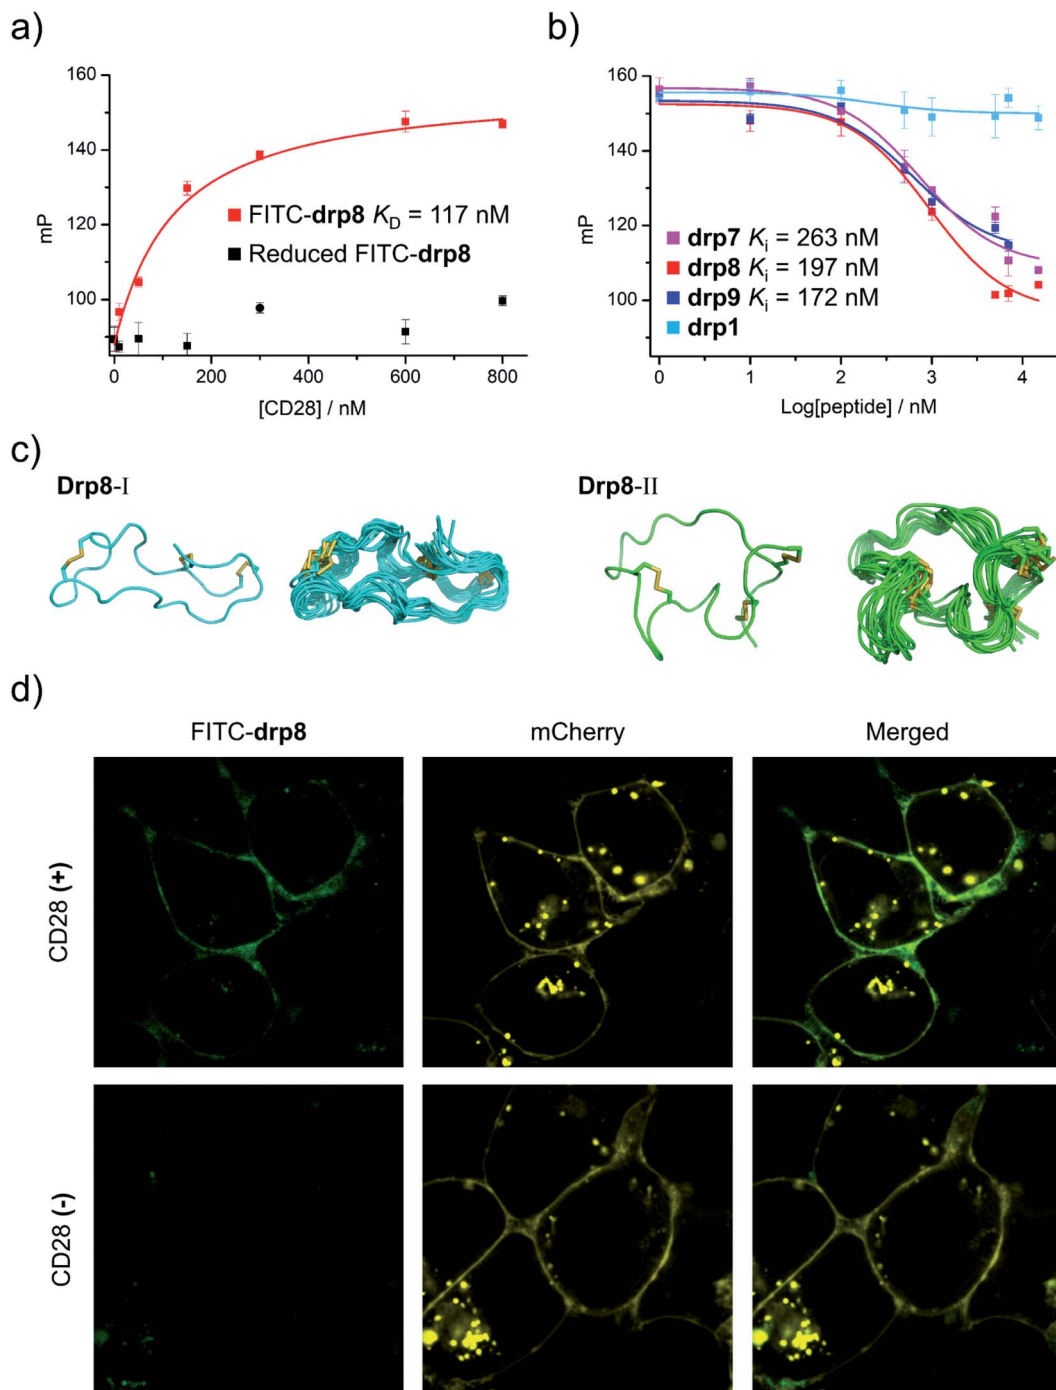 a)
160
140
120
100
mP
FITC-drp8 KD = 117 nM
Reduced FITC-drp8
0
200
400
600
800
[CD28] / nM
b)
160
140
120
100
mP
drp7 Ki = 263 nM
drp8 Ki = 197 nM
drp9 Ki = 172 nM
drp1
0
1
2
3
4
Log[peptide] / nM
c)
Drp8-I
Drp8-II
d)
FITC-drp8
mCherry
Merged
CD28 (+)
CD28 (-)